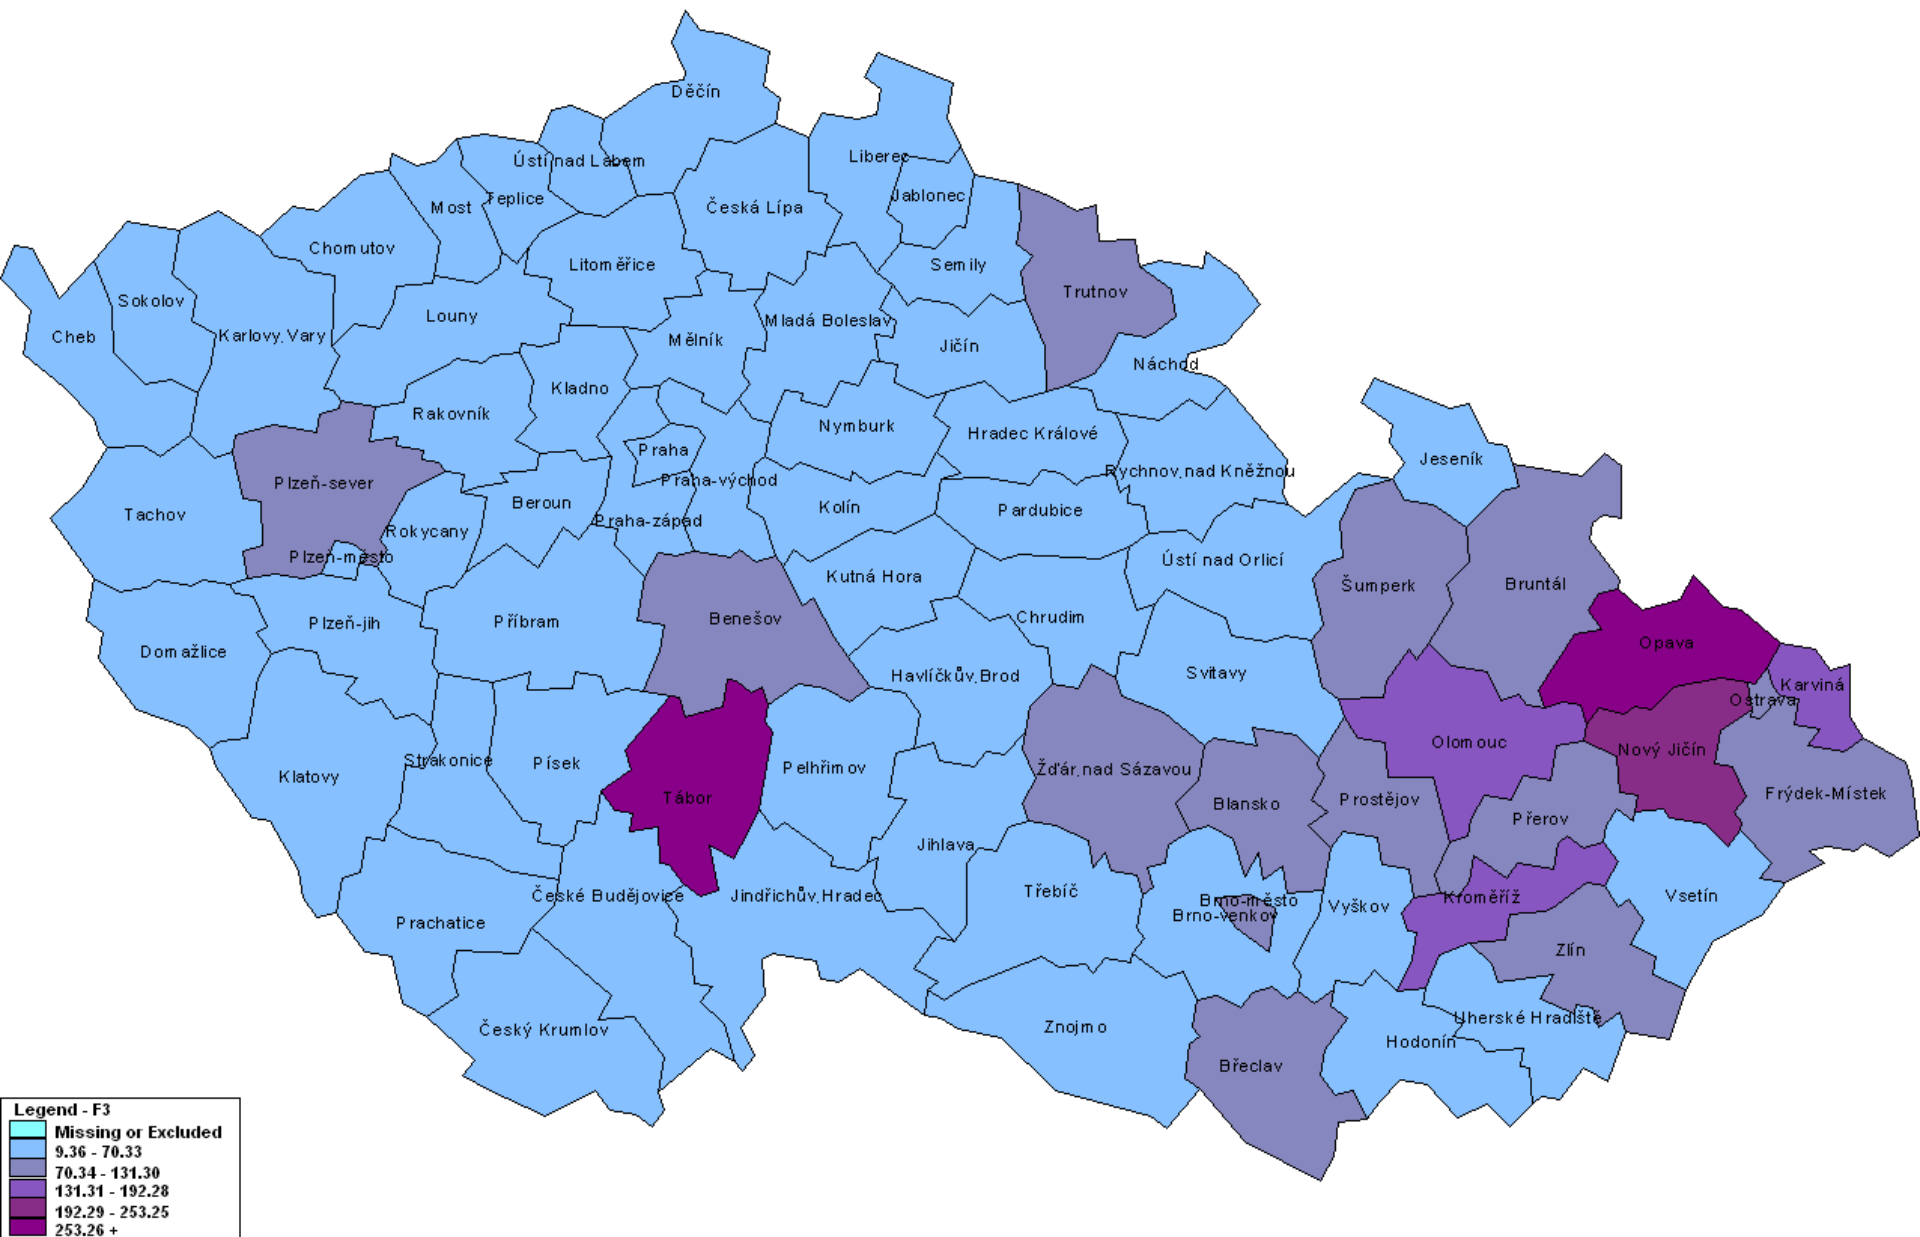 Děčín
Liberec
Ústí nad Labem
Teplice
Most
Česká Lípa
Jablonec
Chomutov
Litoměřice
Semily
Trutnov
Sokolov
Louny
Mladá Boleslav
Cheb
Karlovy,Vary
Mělník
Jičín
Náchod
Kladno
Rakovník
Nymburk
Hradec Králové
Praha
Jeseník
Rychnov,nad Kněžnou
Plzeň-sever
Praha-východ
Beroun
Kolín
Pardubice
Tachov
Praha-západ
Rokycany
Plzeň-město
Ústí nad Orlicí
Kutná Hora
Šumperk
Bruntál
Plzeň-jih
Příbram
Benešov
Chrudim
Opava
Domažlice
Havlíčkův,Brod
Svitavy
Karviná
Ostrava
Olomouc
Nový Jičín
Strakonice
Písek
Pelhřimov
Žďár,nad Sázavou
Klatovy
Tábor
Blansko
Prostějov
Přerov
Frýdek-Místek
Jihlava
České Budějovice
Jindřichův,Hradec
Třebíč
Brno-město
Brno-venkov
Vyškov
Kroměříž
Vsetín
Prachatice
Zlín
Český Krumlov
Znojmo
Uherské Hradiště
Hodonín
Břeclav
Legend - F3
Missing or Excluded
9.36 - 70.33
70.34 - 131.30
131.31 - 192.28
192.29 - 253.25
253.26 +